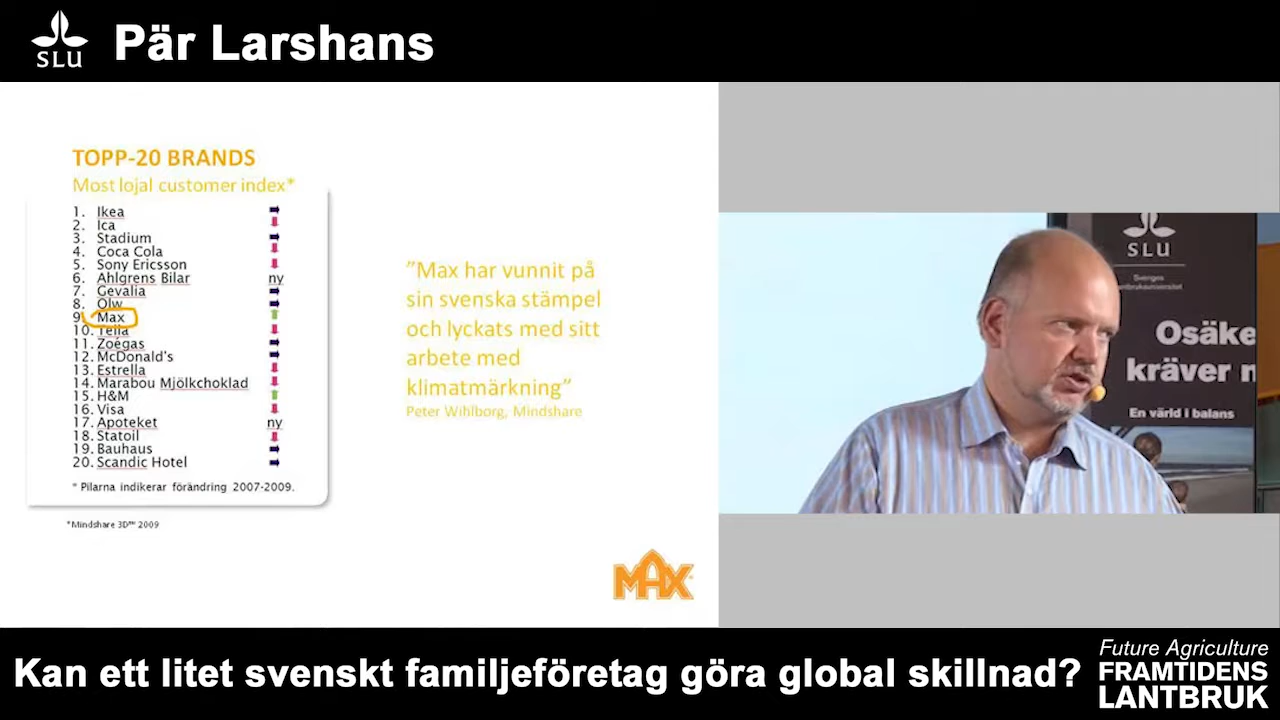 SLU
Pär Larshans
TOPP-20 BRANDS
Most lojal customer index*
1. Ikea
2. Ica
3. Stadium
4. Coca Cola
5. Sony Ericsson
6. Ahlgrens Bilar ny
7. Gevalia
8. Olw
9. Max
10. Telia
11. Zoégas
12. McDonald's
13. Estrella
14. Marabou Mjölkchoklad
15. H&M
16. Visa
17. Apoteket ny
18. Statoil
19. Bauhaus
20. Scandic Hotel
* Pilarna indikerar förändring 2007-2009.
*Mindshare 3D™ 2009
"Max har vunnit på
sin svenska stämpel
och lyckats med sitt
arbete med
klimatmärkning"
Peter Wihlborg, Mindshare
MAX
SLU
Sveriges
ntbruksuniversitet
Osäke
kräver m
En värld i balans
Kan ett litet svenskt familjeföretag göra global skillnad?
Future Agriculture
FRAMTIDENS
LANTBRUK